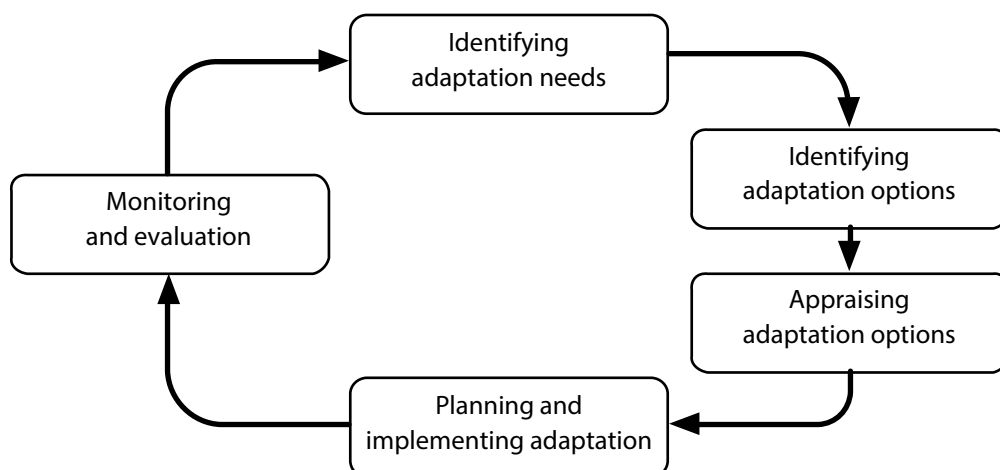 Identifying
adaptation needs
Identifying
adaptation options
Appraising
adaptation options
Planning and
implementing adaptation
Monitoring
and evaluation